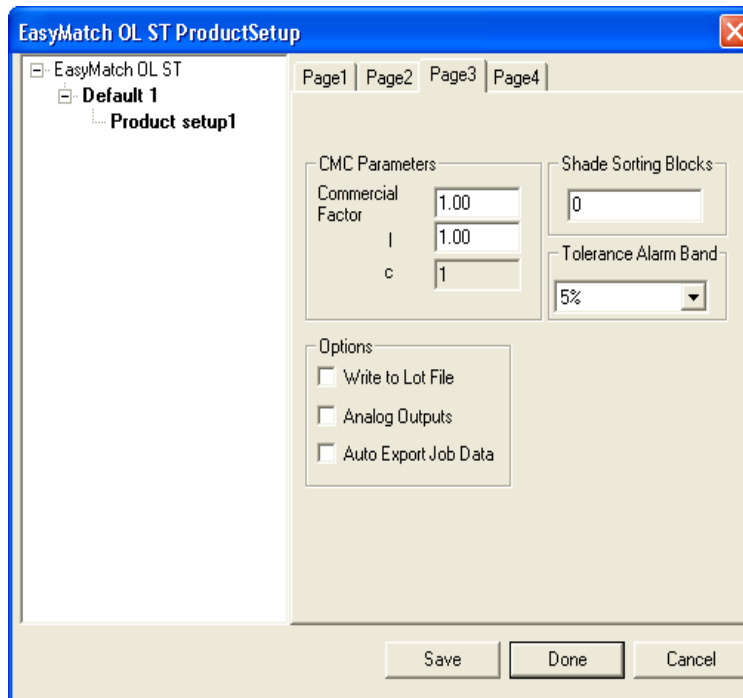 EasyMatch OL ST ProductSetup
EasyMatch OL ST
Default 1
Product setup1
Page1
Page2
Page3
Page4
CMC Parameters
Commercial
Factor
1.00
l
1.00
c
1
Shade Sorting Blocks
0
Tolerance Alarm Band
5%
Options
Write to Lot File
Analog Outputs
Auto Export Job Data
Save
Done
Cancel